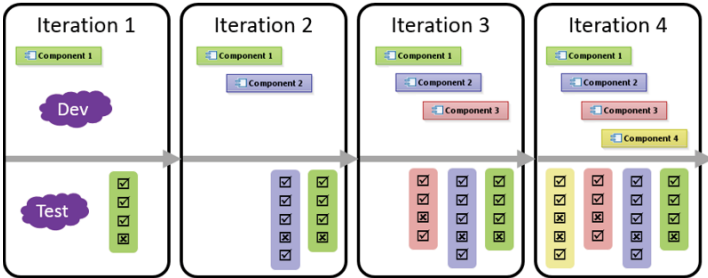 Iteration 1
Iteration 2
Iteration 3
Iteration 4
Component 1
Component 1
Component 1
Component 1
Component 2
Component 2
Component 2
Dev
Component 3
Component 3
Component 4
Test